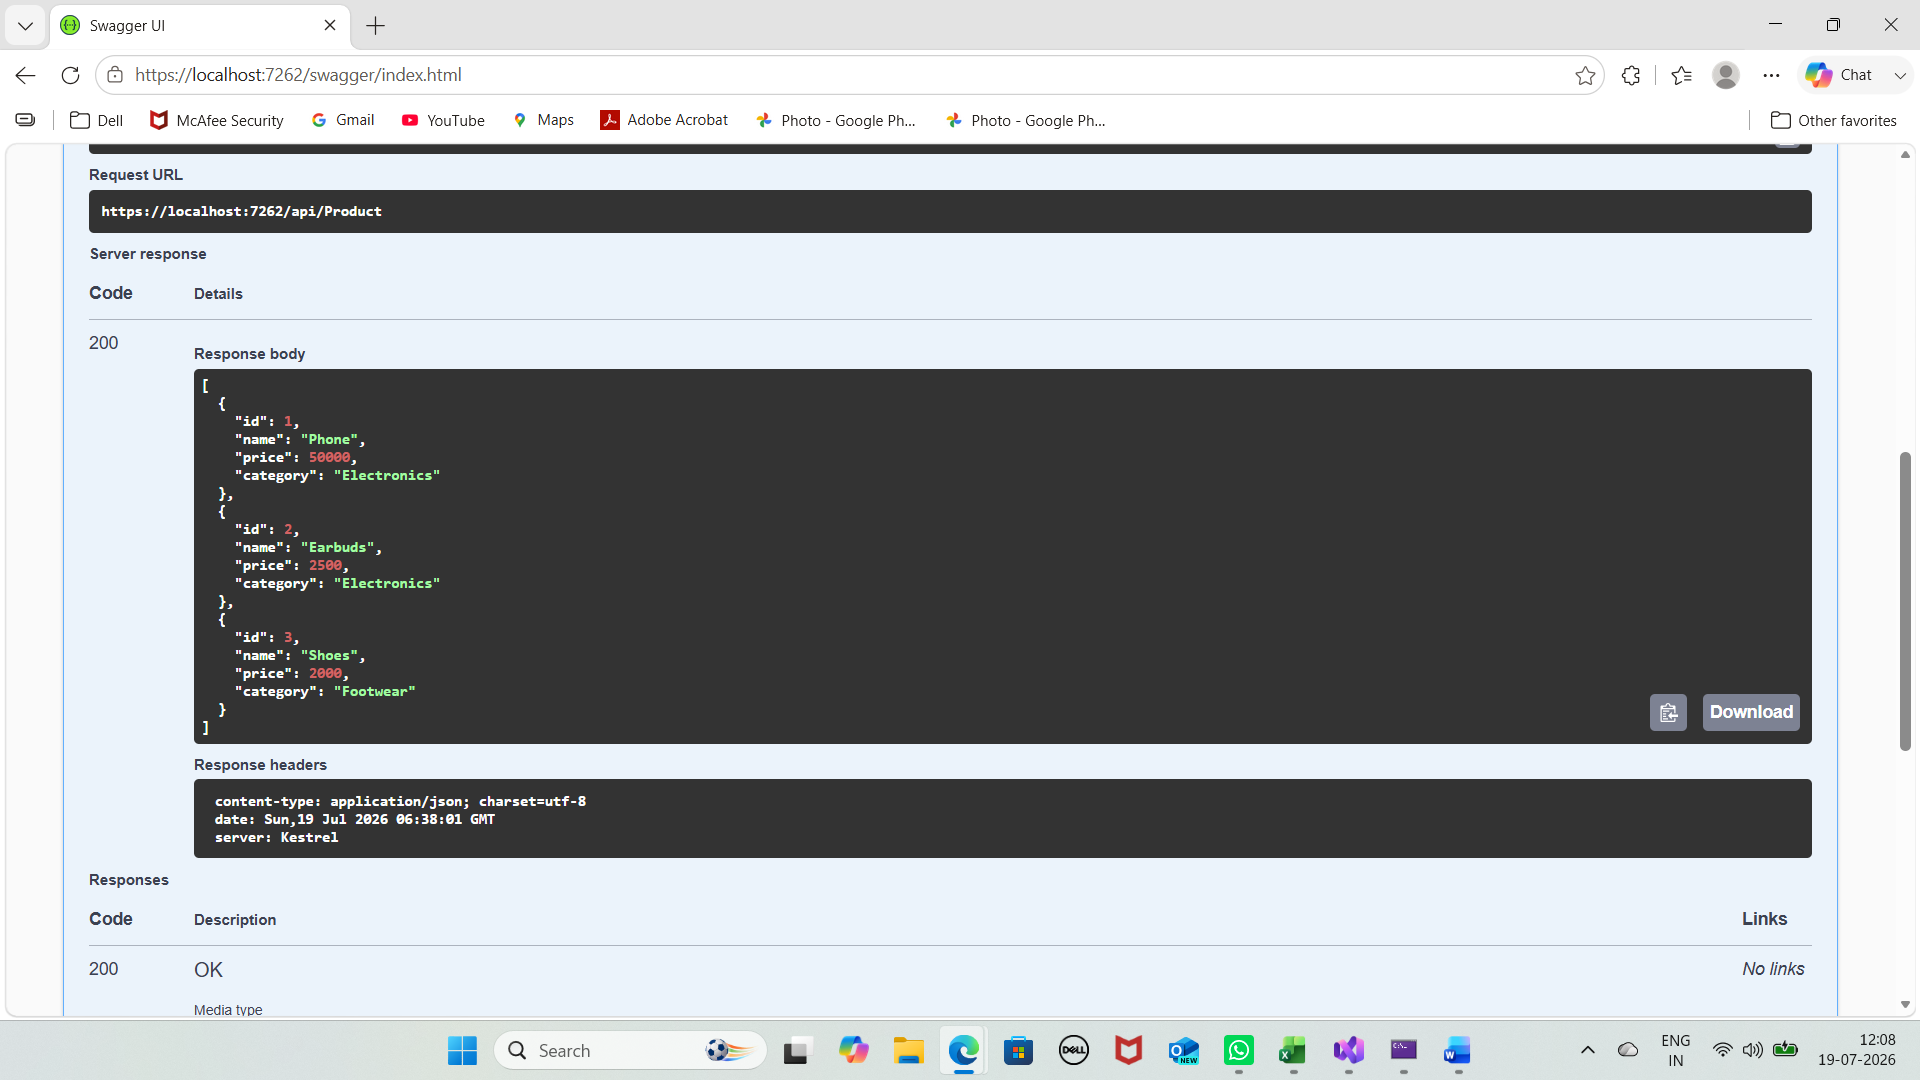 Swagger UI
https://localhost:7262/swagger/index.html
Chat
Dell
McAfee Security
Gmail
YouTube
Maps
Adobe Acrobat
Photo - Google Ph...
Photo - Google Ph...
Other favorites
Request URL
https://localhost:7262/api/Product
Server response
Code Details
200
Response body
[
  {
    "id": 1,
    "name": "Phone",
    "price": 50000,
    "category": "Electronics"
  },
  {
    "id": 2,
    "name": "Earbuds",
    "price": 2500,
    "category": "Electronics"
  },
  {
    "id": 3,
    "name": "Shoes",
    "price": 2000,
    "category": "Footwear"
  }
]
Download
Response headers
content-type: application/json; charset=utf-8
date: Sun,19 Jul 2026 06:38:01 GMT
server: Kestrel
Responses
Code Description Links
200 OK No links
Media type
Search
DELL
NEW
ENG
IN
12:08
19-07-2026